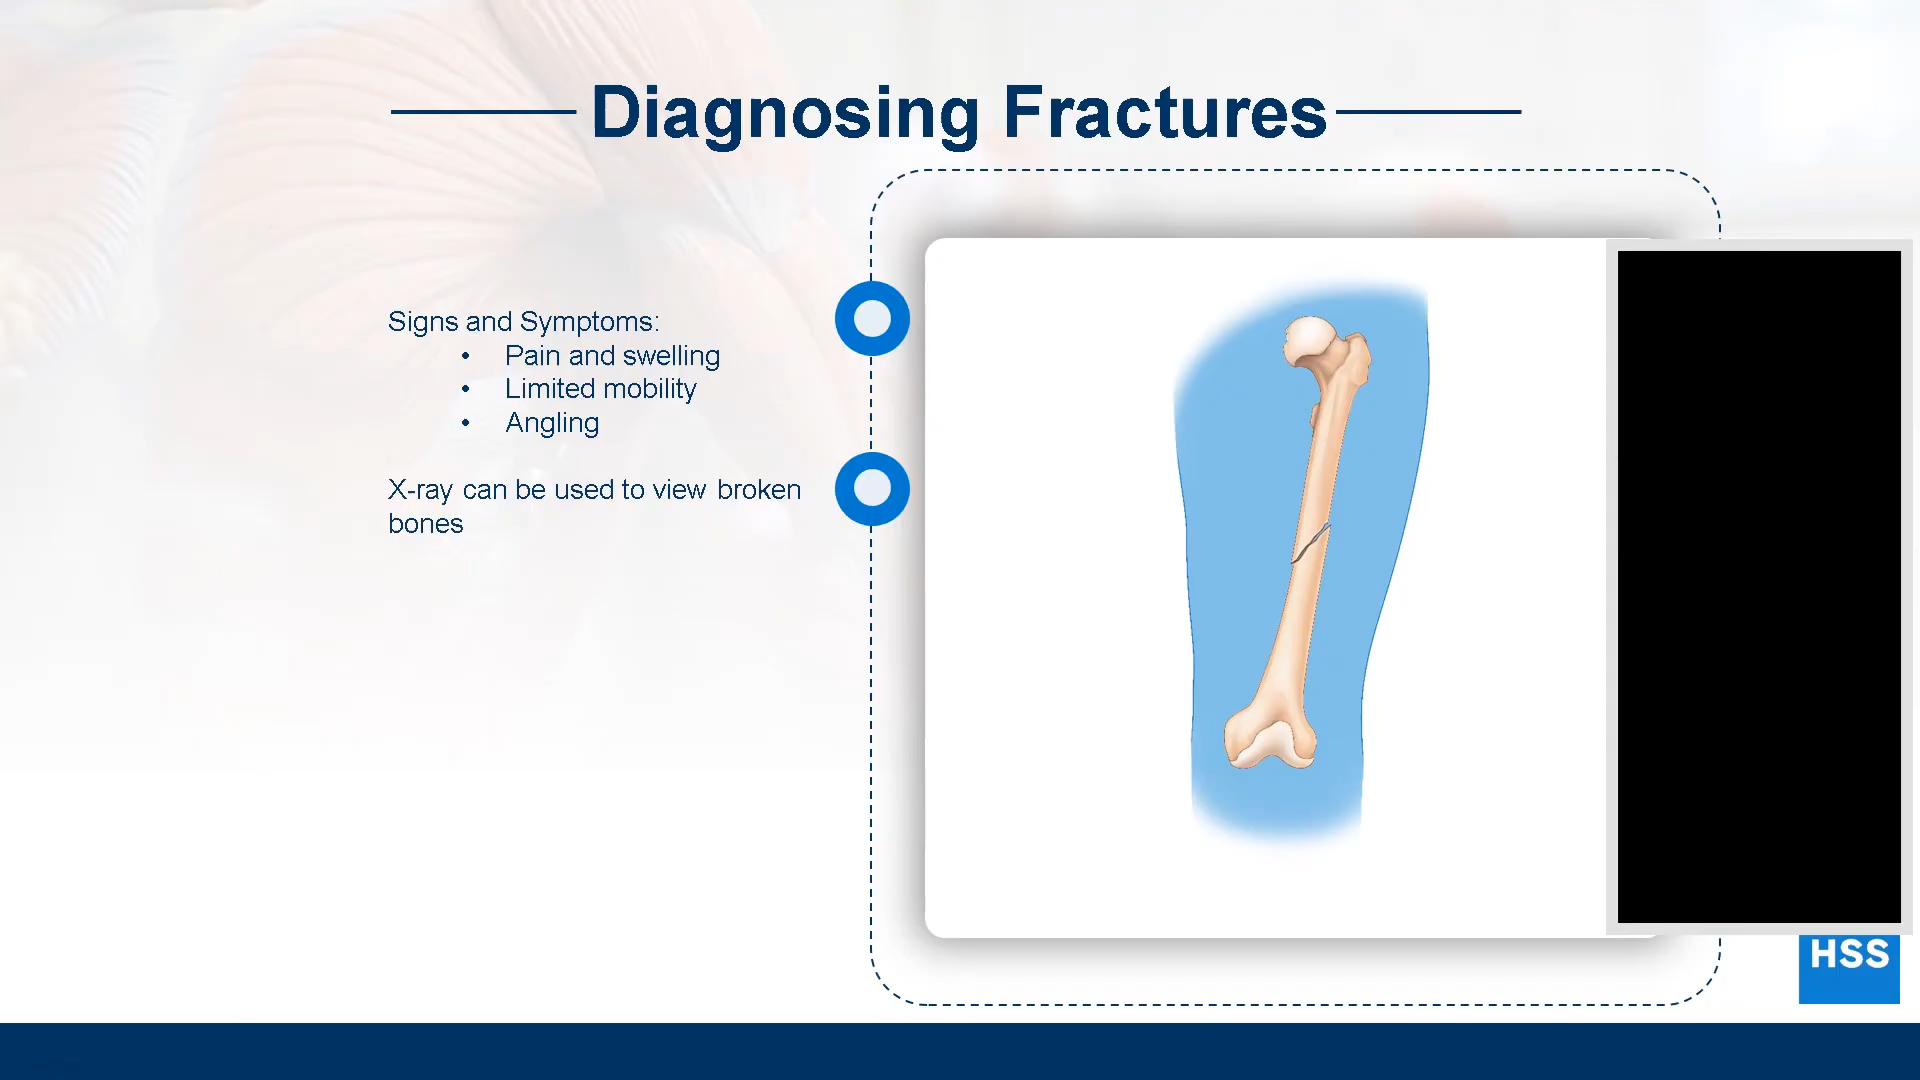 Diagnosing Fractures
Signs and Symptoms:
• Pain and swelling
• Limited mobility
• Angling
X-ray can be used to view broken
bones
HSS